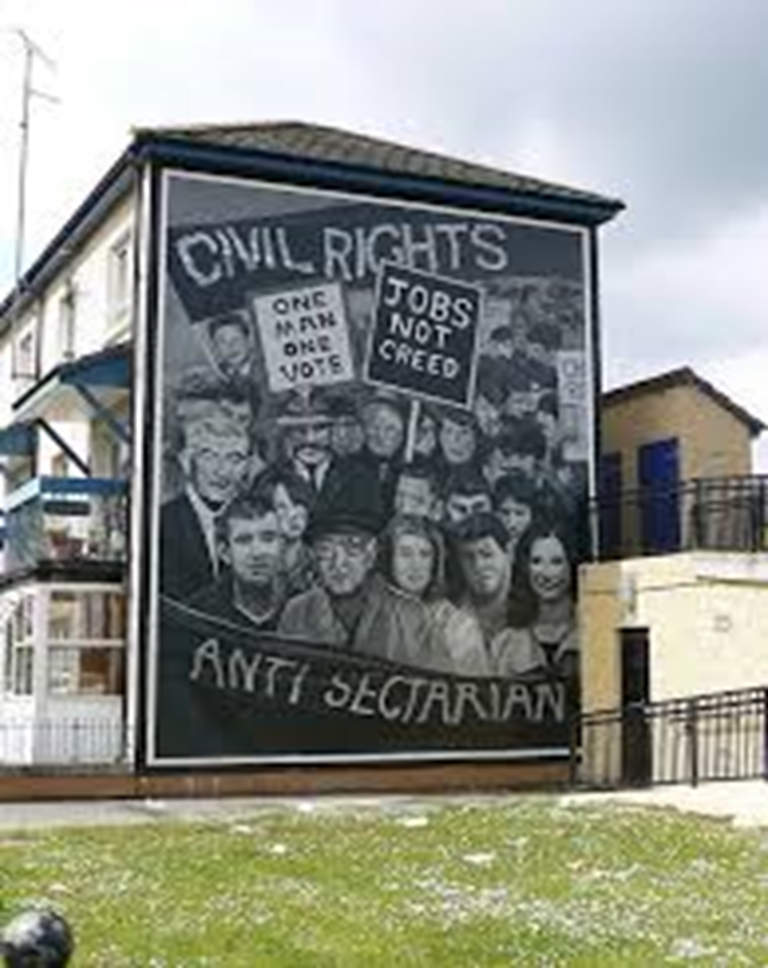 CIVIL RIGHTS
ONE
MAN
ONE
VOTE
JOBS
NOT
CREED
ANTI SECTARIAN